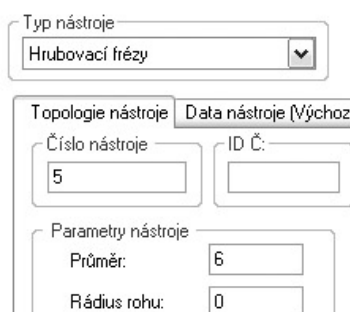 Typ nástroje
Hrubovací frézy
Topologie nástroje Data nástroje (Výchoz
Číslo nástroje ID Č:
5
Parametry nástroje
Průměr: 6
Rádius rohu: 0